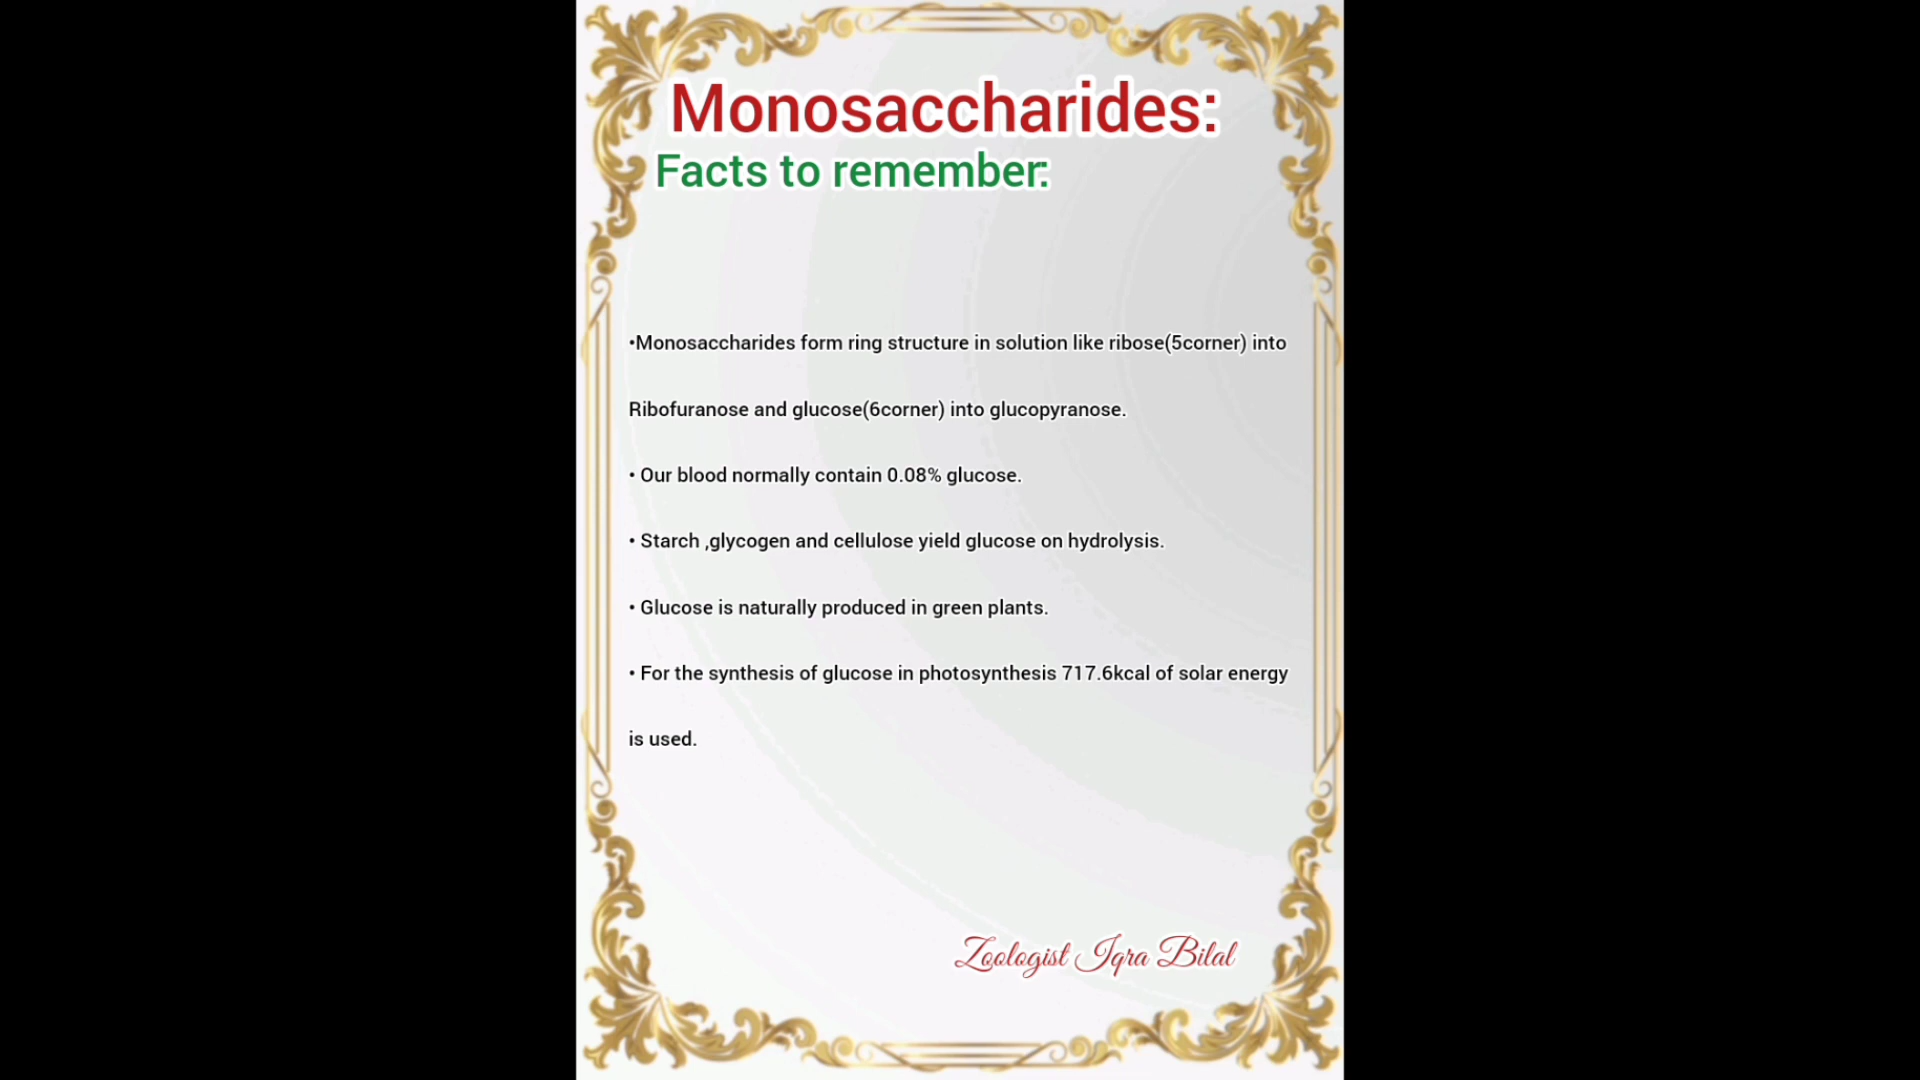 Monosaccharides:
Facts to remember:
•Monosaccharides form ring structure in solution like ribose(5corner) into
Ribofuranose and glucose(6corner) into glucopyranose.
• Our blood normally contain 0.08% glucose.
• Starch ,glycogen and cellulose yield glucose on hydrolysis.
• Glucose is naturally produced in green plants.
• For the synthesis of glucose in photosynthesis 717.6kcal of solar energy
is used.
Zoologist Iqra Bilal